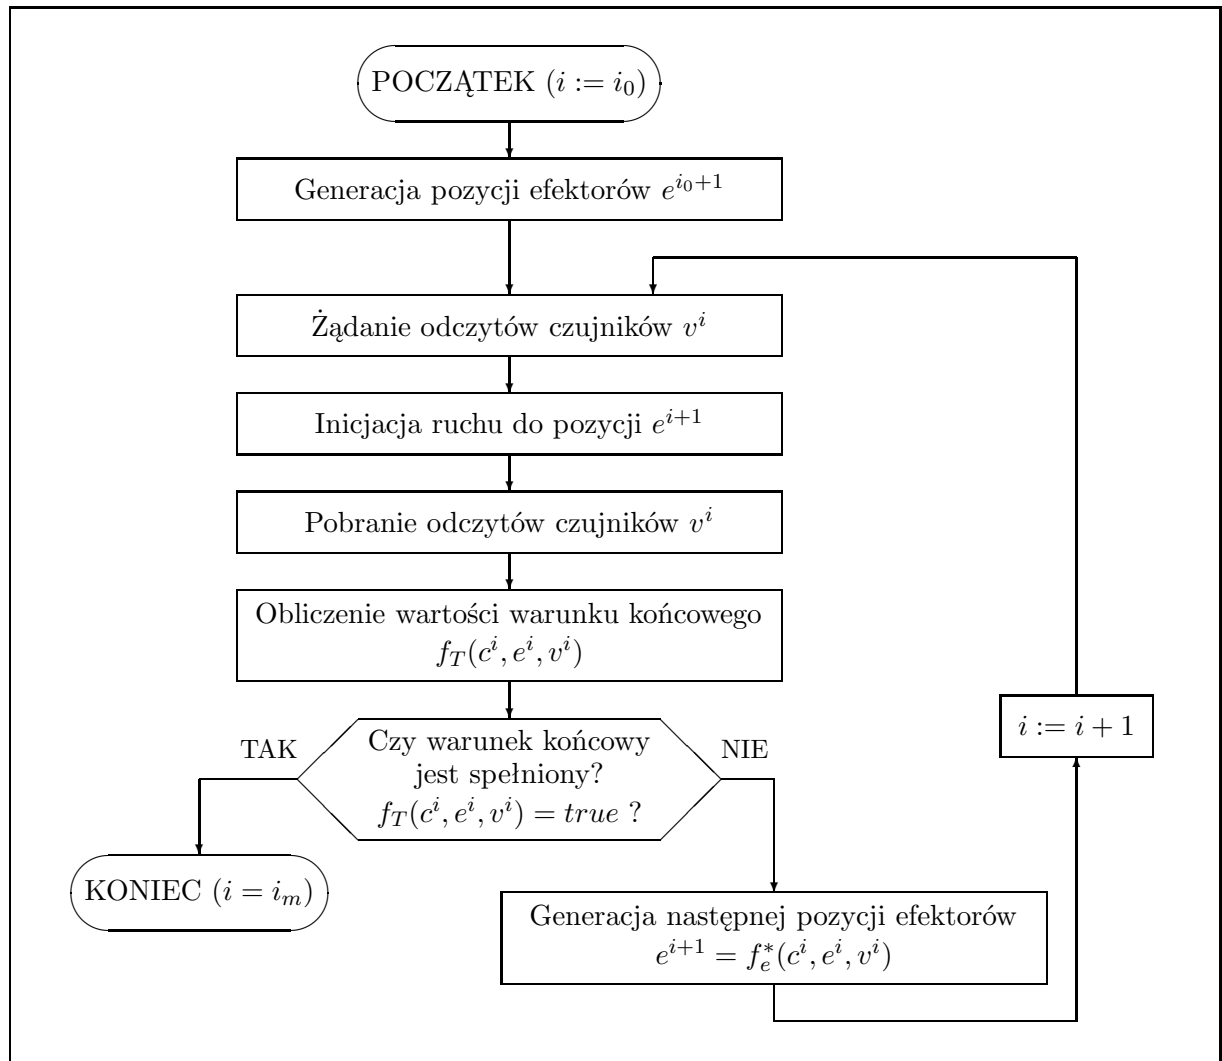 POCZĄTEK (i := i₀)
Generacja pozycji efektorów e^{i₀+1}
Żądanie odczytów czujników v^i
Inicjacja ruchu do pozycji e^{i+1}
Pobranie odczytów czujników v^i
Obliczenie wartości warunku końcowego
f_T(c^i, e^i, v^i)
TAK
Czy warunek końcowy
jest spełniony?
f_T(c^i, e^i, v^i) = true ?
NIE
i := i + 1
KONIEC (i = i_m)
Generacja następnej pozycji efektorów
e^{i+1} = f_e^*(c^i, e^i, v^i)